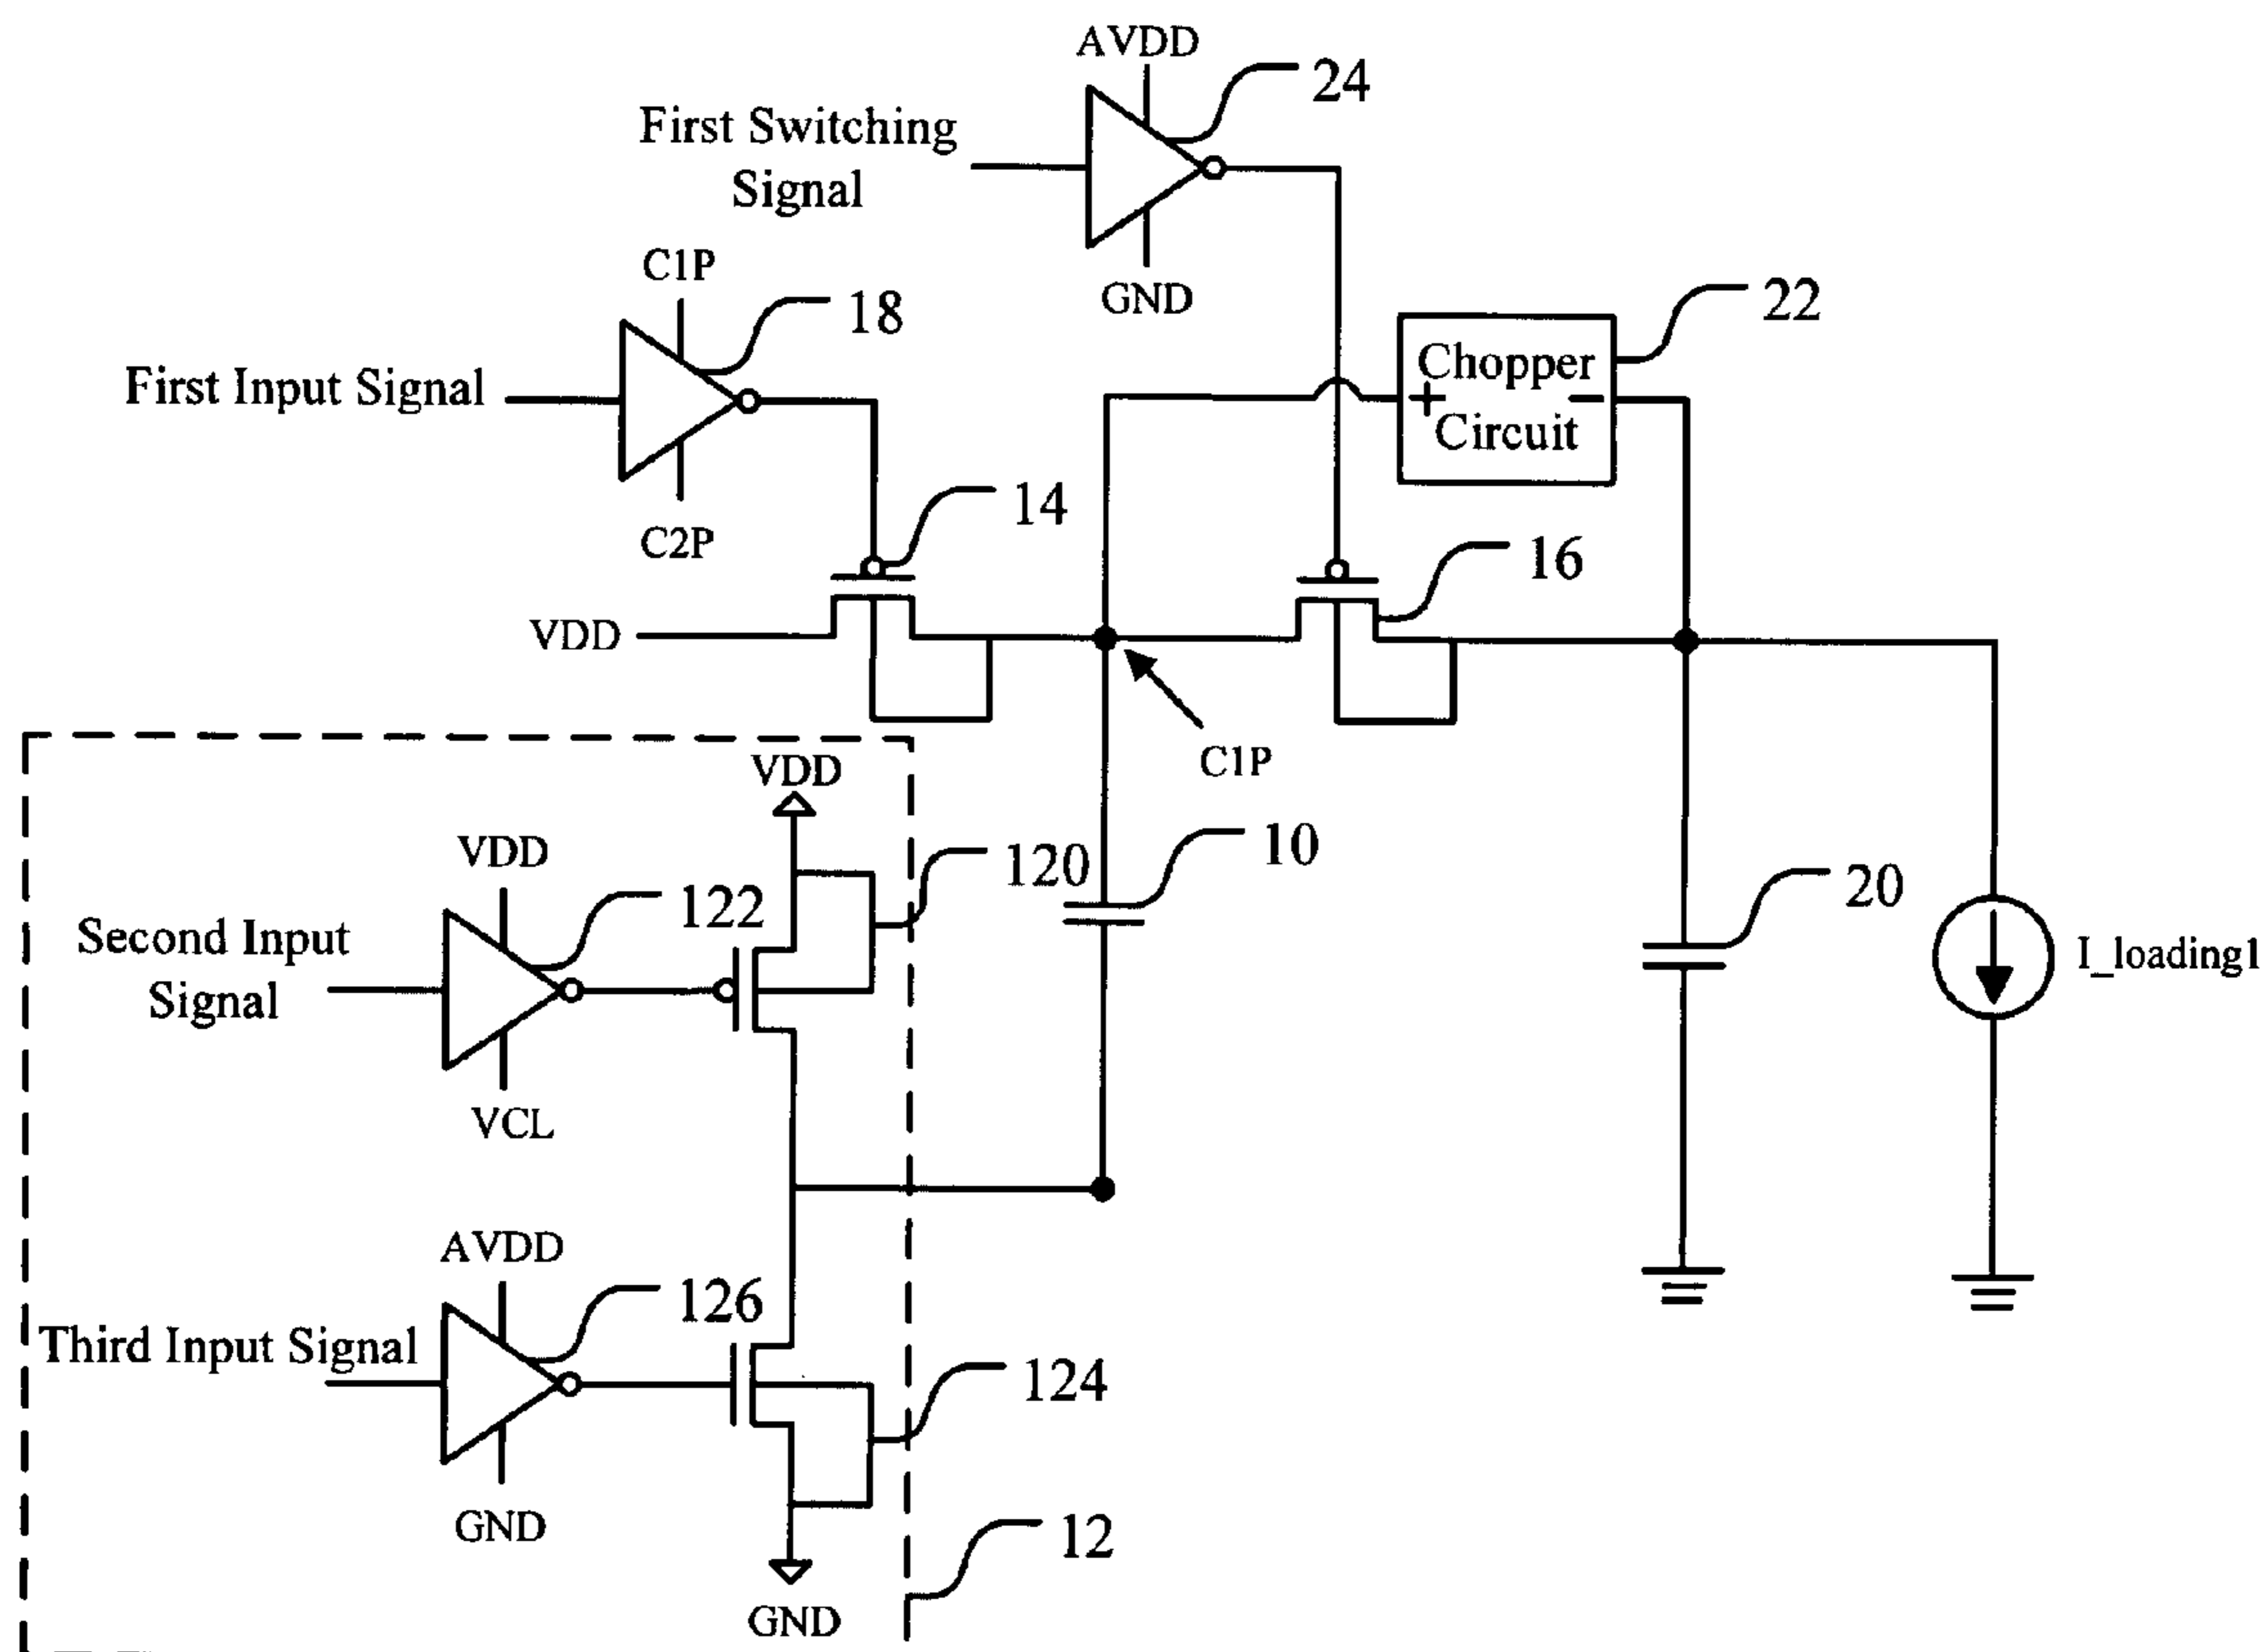 AVDD
24
First Switching
Signal
GND
C1P
18
First Input Signal
C2P
22
Chopper
+ −
Circuit
14
16
VDD
C1P
VDD
120
10
VDD
122
Second Input
Signal
VCL
20
I_loading1
AVDD
126
Third Input Signal
124
GND
12
GND